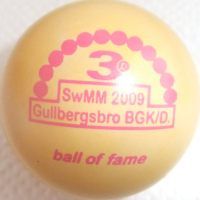 3®
SwMM 2009
Gullbergsbro BGK/D.
ball of fame